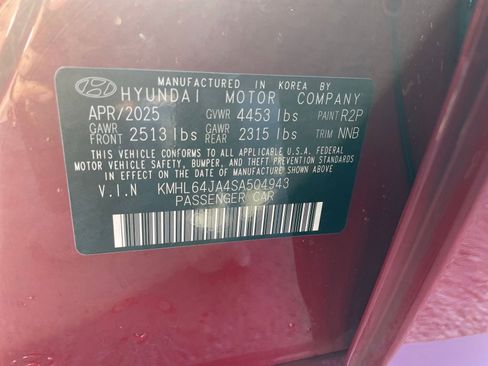 MANUFACTURED IN KOREA BY
HYUNDAI MOTOR COMPANY
APR/2025 GVWR 4453 lbs PAINT R2P
GAWR FRONT 2513 lbs GAWR REAR 2315 lbs TRIM NNB
THIS VEHICLE CONFORMS TO ALL APPLICABLE U.S.A. FEDERAL
MOTOR VEHICLE SAFETY, BUMPER, AND THEFT PREVENTION STANDARDS
IN EFFECT ON THE DATE OF MANUFACTURE SHOWN ABOVE.
V.I.N KMHL64JA4SA504943
PASSENGER CAR